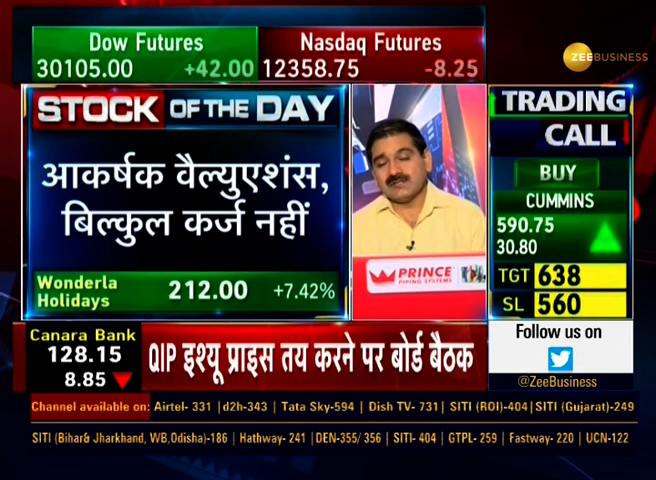 Dow Futures
30105.00 +42.00
Nasdaq Futures
12358.75 -8.25
ZEEBUSINESS
STOCK OF THE DAY
आकर्षक वैल्युएशंस,
बिल्कुल कर्ज नहीं
Wonderla
Holidays
212.00 +7.42%
PRINCE
PIPING SYSTEMS
TRADING
CALL
BUY
CUMMINS
590.75
30.80
TGT 638
SL 560
Canara Bank
128.15
8.85
QIP इश्यू प्राइस तय करने पर बोर्ड बैठक
Follow us on
@ZeeBusiness
Channel available on: Airtel- 331 | d2h-343 | Tata Sky-594 | Dish TV- 731| SITI (ROI)-404| SITI (Gujarat)-249
SITI (Bihar& Jharkhand, WB,Odisha)-186 | Hathway- 241 |DEN-355/ 356 | SITI- 404 | GTPL- 259 | Fastway- 220 | UCN-122